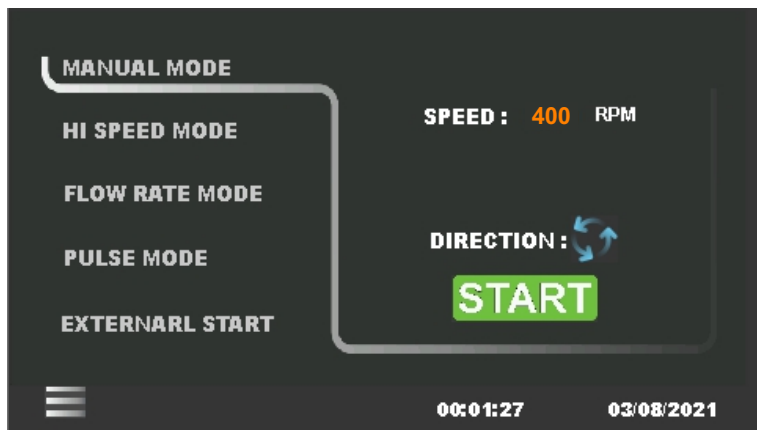 MANUAL MODE
HI SPEED MODE
FLOW RATE MODE
PULSE MODE
EXTERNARL START
SPEED : 400 RPM
DIRECTION :
START
00:01:27 03/08/2021